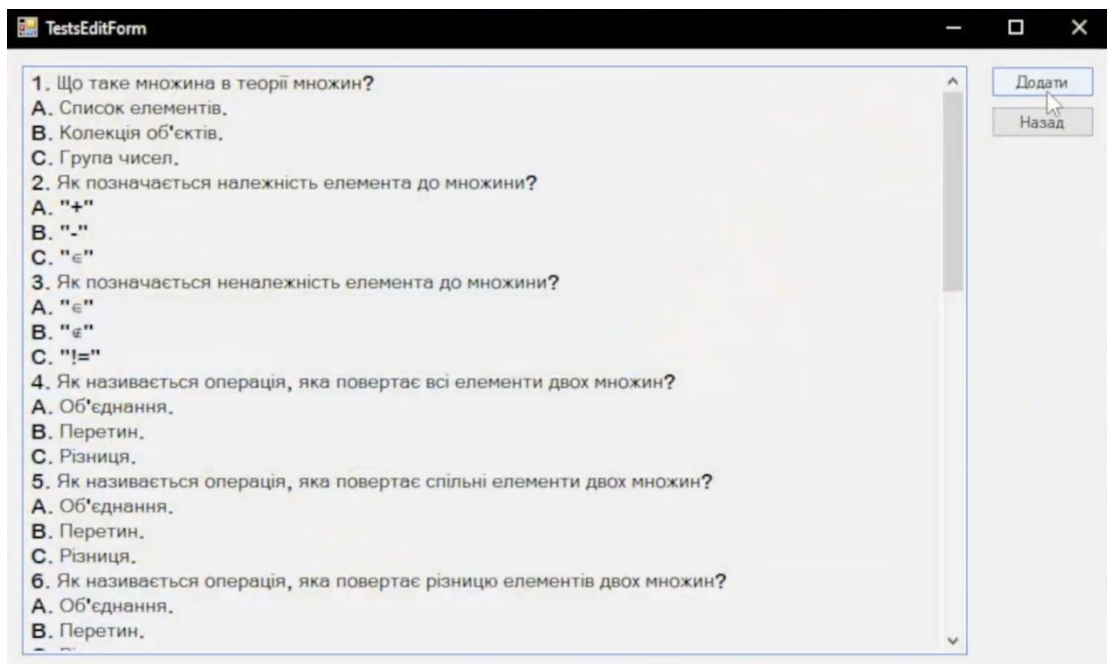 TestsEditForm
1. Що таке множина в теорії множин?
A. Список елементів.
B. Колекція об'єктів.
C. Група чисел.
2. Як позначається належність елемента до множини?
A. "+"
B. "-"
C. "∈"
3. Як позначається неналежність елемента до множини?
A. "∈"
B. "∉"
C. "!="
4. Як називається операція, яка повертає всі елементи двох множин?
A. Об'єднання.
B. Перетин.
C. Різниця.
5. Як називається операція, яка повертає спільні елементи двох множин?
A. Об'єднання.
B. Перетин.
C. Різниця.
6. Як називається операція, яка повертає різницю елементів двох множин?
A. Об'єднання.
B. Перетин.
Додати
Назад